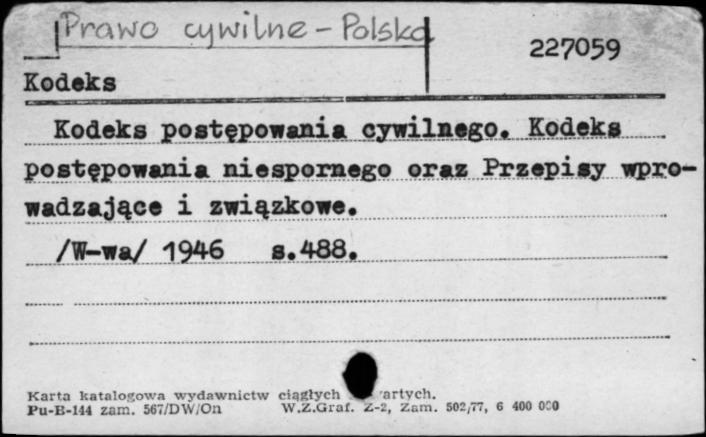 Prawo cywilne - Polska
227059
Kodeks
Kodeks postępowania cywilnego. Kodeks
postępowania niespornego oraz Przepisy wpro-
wadzające i związkowe.
/W-wa/ 1946 s.488.
Karta katalogowa wydawnictw ciągłych artych.
Pu-B-144 zam. 567/DW/On W.Z.Graf. Z-2, Zam. 502/77, 6 400 000